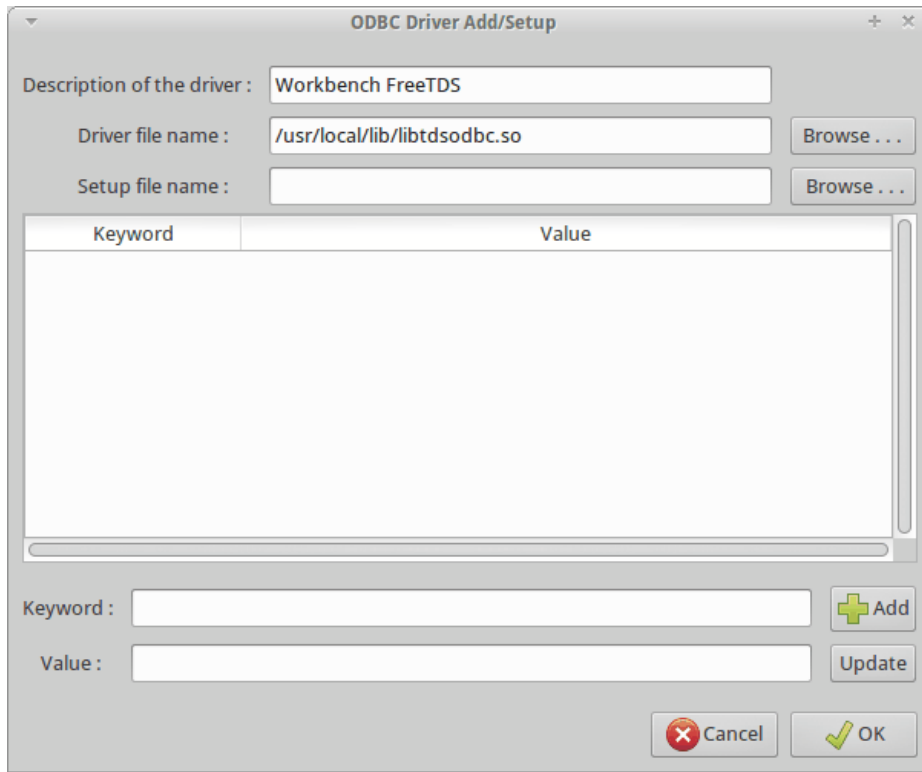 ODBC Driver Add/Setup
Description of the driver : Workbench FreeTDS
Driver file name : /usr/local/lib/libtdsodbc.so Browse . . .
Setup file name : Browse . . .
Keyword Value
Keyword : Add
Value : Update
Cancel OK